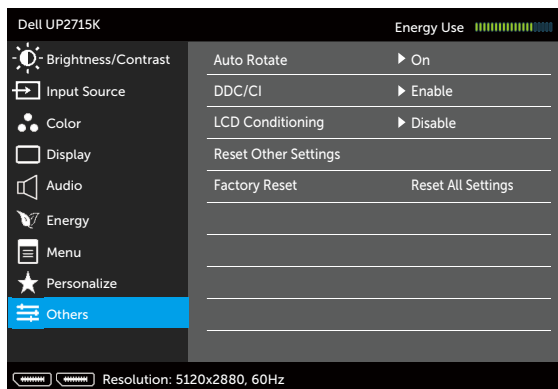 Dell UP2715K
Energy Use
Brightness/Contrast
Auto Rotate
On
Input Source
DDC/CI
Enable
Color
LCD Conditioning
Disable
Display
Reset Other Settings
Audio
Factory Reset
Reset All Settings
Energy
Menu
Personalize
Others
Resolution: 5120x2880, 60Hz